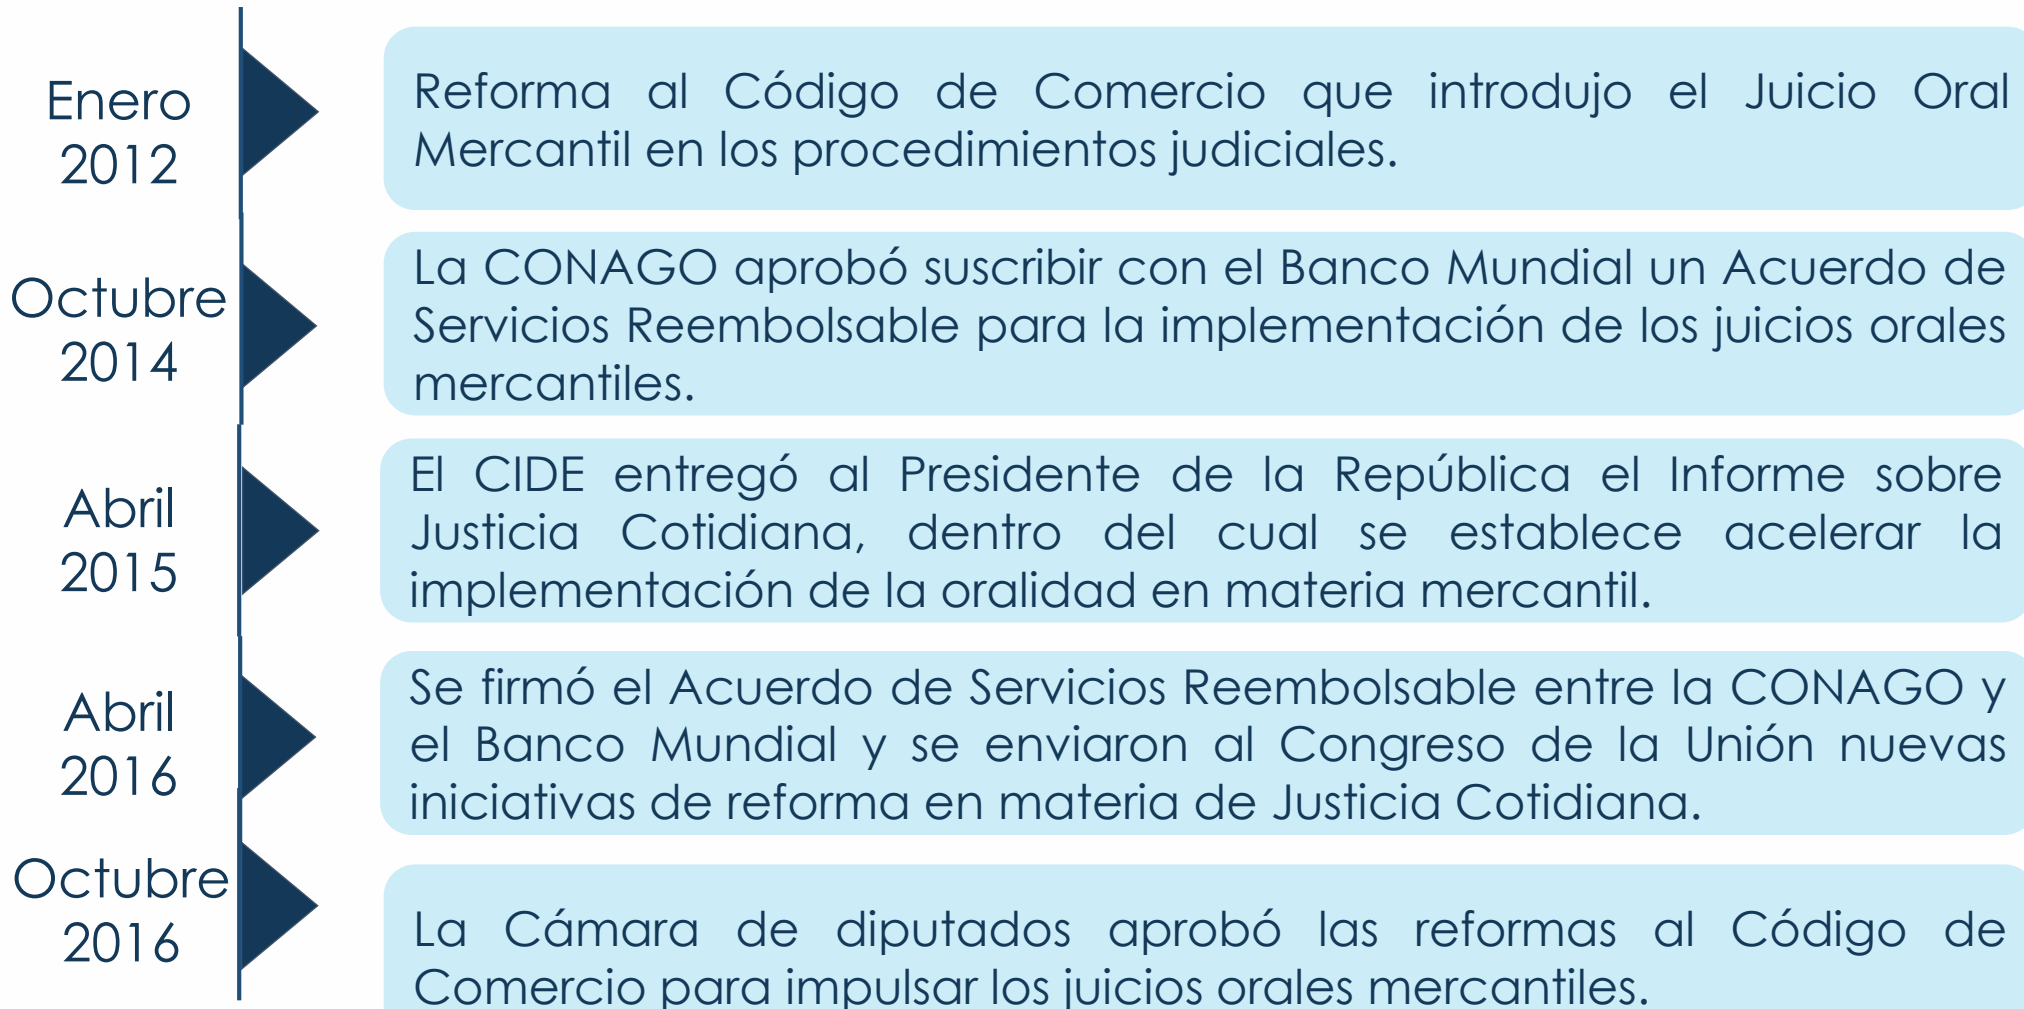 Enero
2012
Reforma al Código de Comercio que introdujo el Juicio Oral
Mercantil en los procedimientos judiciales.
Octubre
2014
La CONAGO aprobó suscribir con el Banco Mundial un Acuerdo de
Servicios Reembolsable para la implementación de los juicios orales
mercantiles.
Abril
2015
El CIDE entregó al Presidente de la República el Informe sobre
Justicia Cotidiana, dentro del cual se establece acelerar la
implementación de la oralidad en materia mercantil.
Abril
2016
Se firmó el Acuerdo de Servicios Reembolsable entre la CONAGO y
el Banco Mundial y se enviaron al Congreso de la Unión nuevas
iniciativas de reforma en materia de Justicia Cotidiana.
Octubre
2016
La Cámara de diputados aprobó las reformas al Código de
Comercio para impulsar los juicios orales mercantiles.